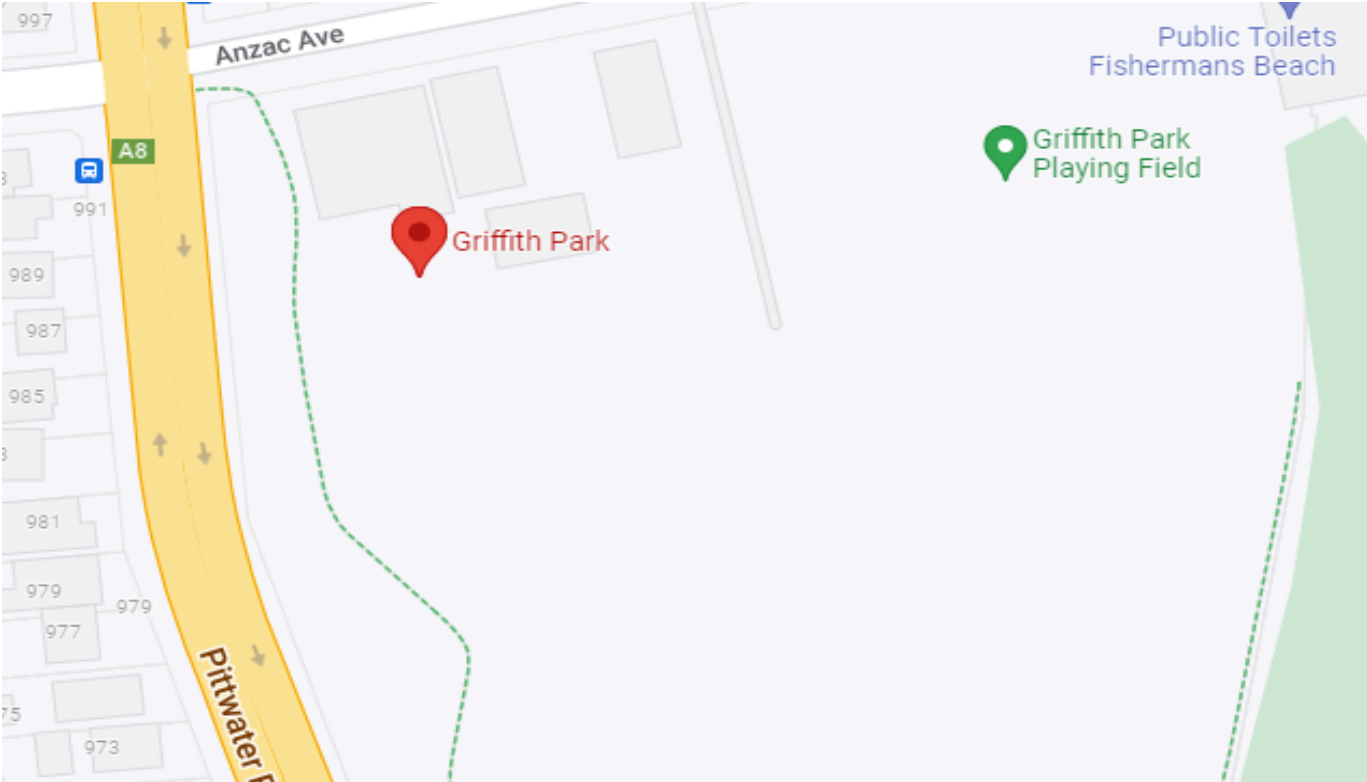 997
Anzac Ave
Public Toilets
Fishermans Beach
A8
Griffith Park
Playing Field
991
Griffith Park
989
987
985
981
979
979
977
Pittwater
973